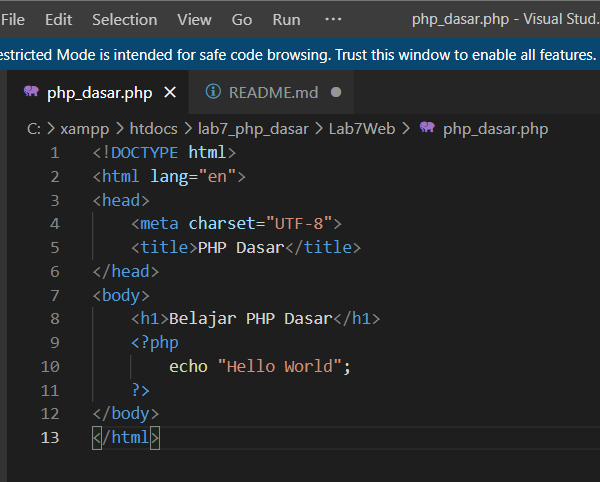 File Edit Selection View Go Run ··· php_dasar.php - Visual Stud
estricted Mode is intended for safe code browsing. Trust this window to enable all features.
php_dasar.php × README.md ●
C: > xampp > htdocs > lab7_php_dasar > Lab7Web > php_dasar.php
1 <!DOCTYPE html>
2 <html lang="en">
3 <head>
4     <meta charset="UTF-8">
5     <title>PHP Dasar</title>
6 </head>
7 <body>
8     <h1>Belajar PHP Dasar</h1>
9     <?php
10         echo "Hello World";
11     ?>
12 </body>
13 </html>